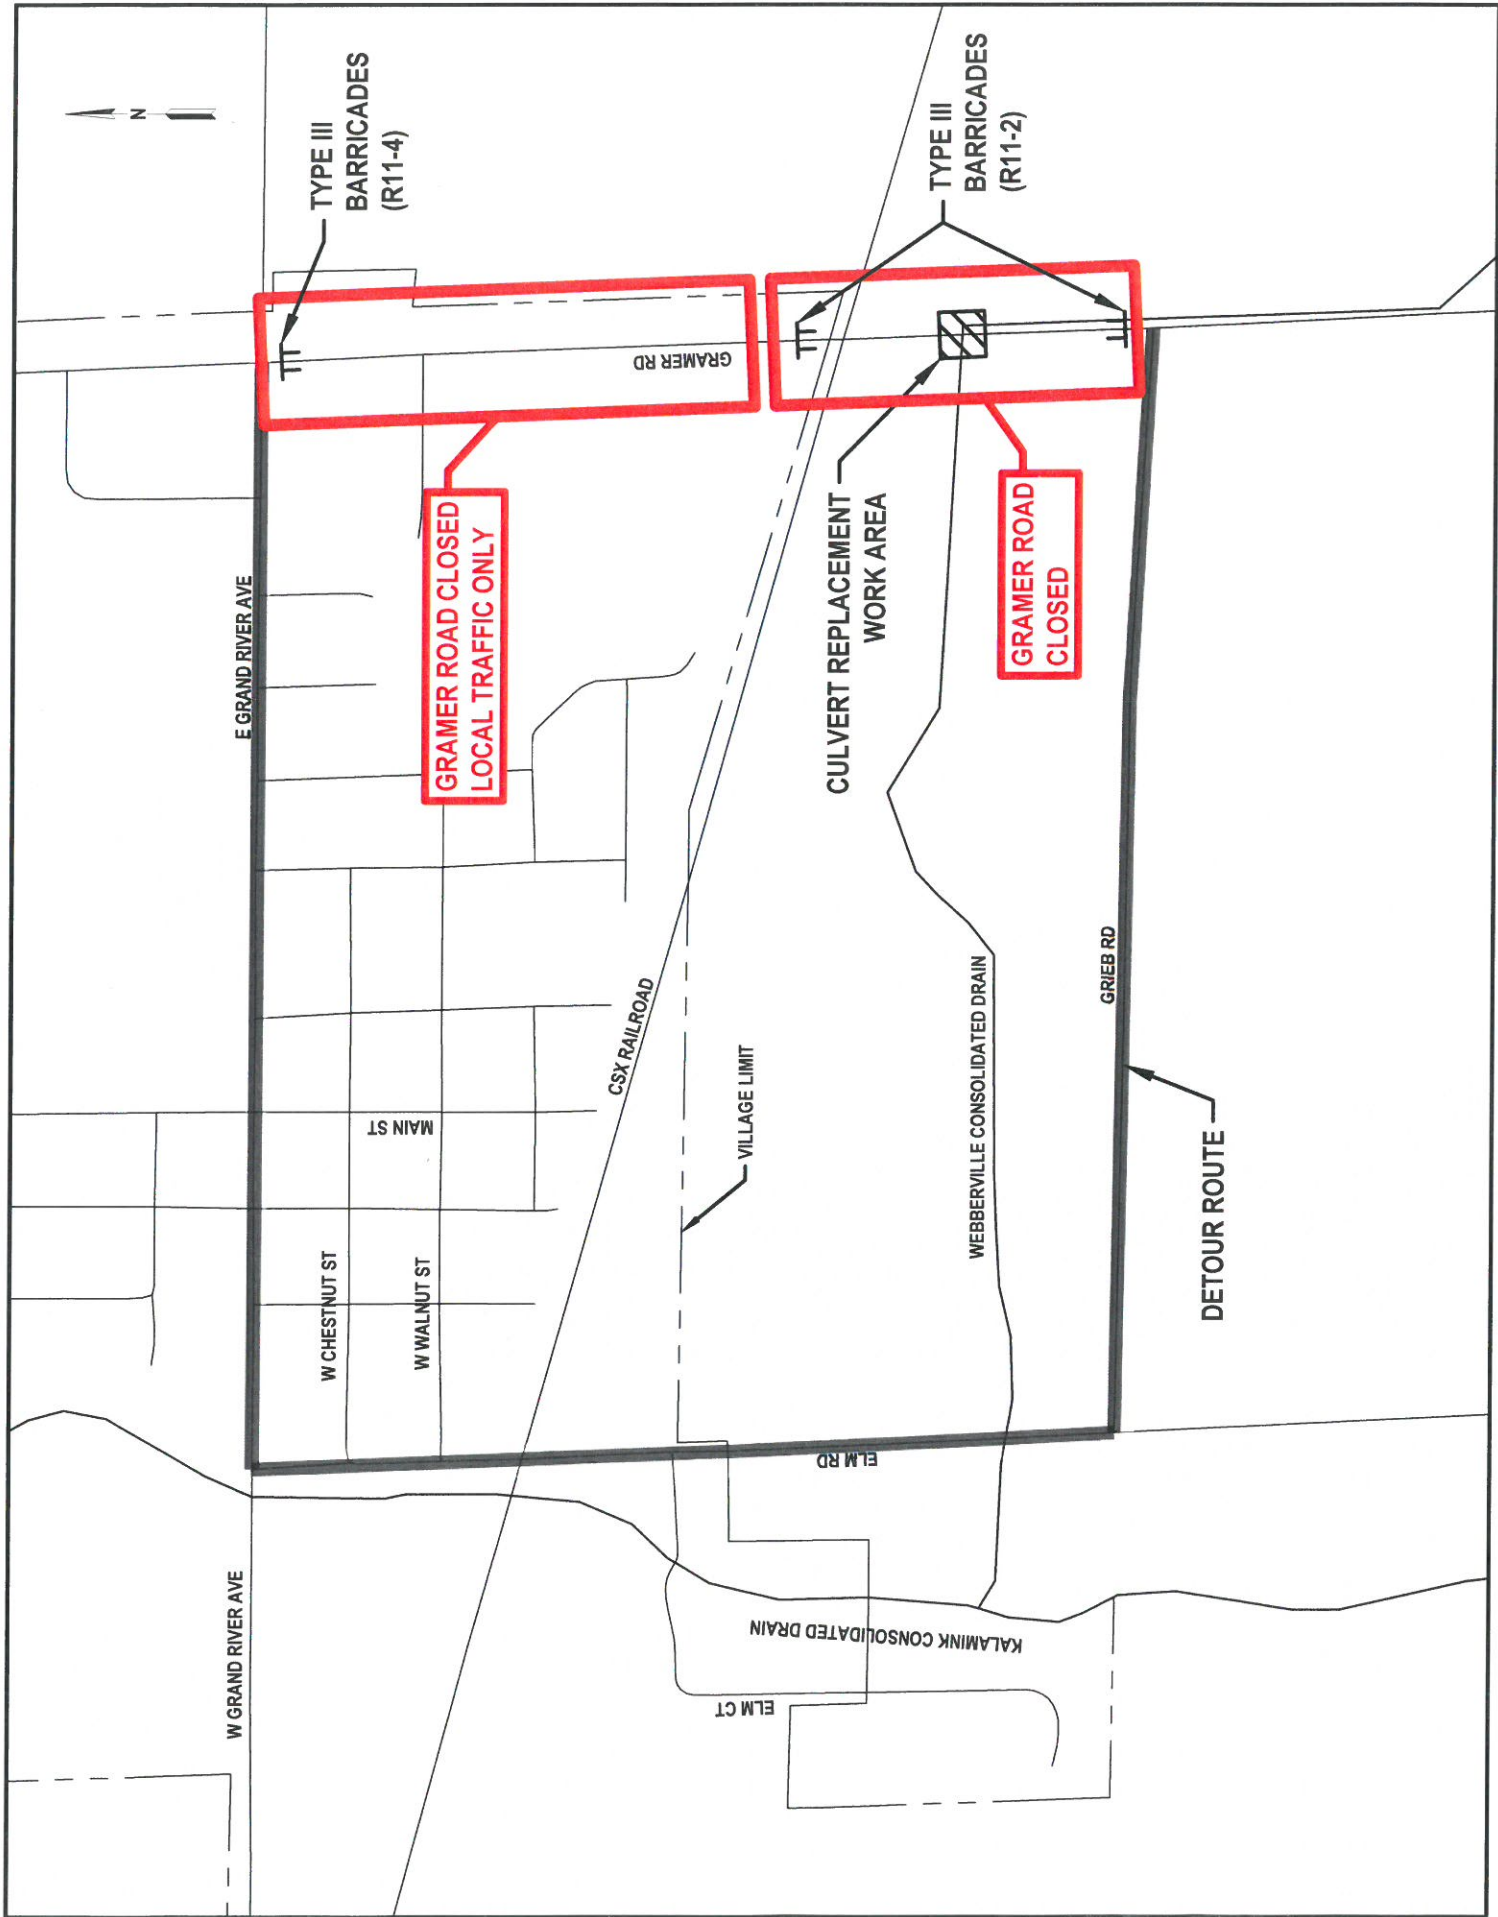 N
TYPE III
BARRICADES
(R11-4)
E GRAND RIVER AVE
GRAMER RD
GRAMER ROAD CLOSED
LOCAL TRAFFIC ONLY
TYPE III
BARRICADES
(R11-2)
CULVERT REPLACEMENT
WORK AREA
GRAMER ROAD
CLOSED
MAIN ST
CSX RAILROAD
VILLAGE LIMIT
WEBBERVILLE CONSOLIDATED DRAIN
GRIEB RD
DETOUR ROUTE
W CHESTNUT ST
W WALNUT ST
ELM RD
W GRAND RIVER AVE
KALAMINK CONSOLIDATED DRAIN
ELM CT